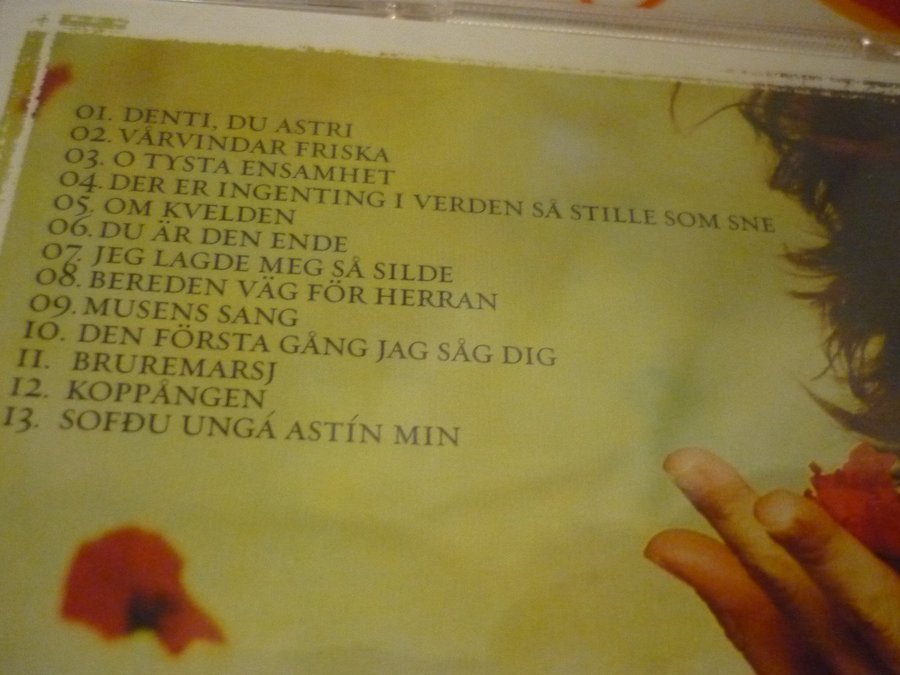 01. DENTI, DU ASTRI
02. VÅRVINDAR FRISKA
03. O TYSTA ENSAMHET
04. DER ER INGENTING I VERDEN SÅ STILLE SOM SNE
05. OM KVELDEN
06. DU ÄR DEN ENDE
07. JEG LAGDE MEG SÅ SILDE
08. BEREDEN VÄG FÖR HERRAN
09. MUSENS SANG
10. DEN FÖRSTA GÅNG JAG SÅG DIG
11. BRUREMARSJ
12. KOPPÅNGEN
13. SOFÐU UNGÁ ASTÍN MIN